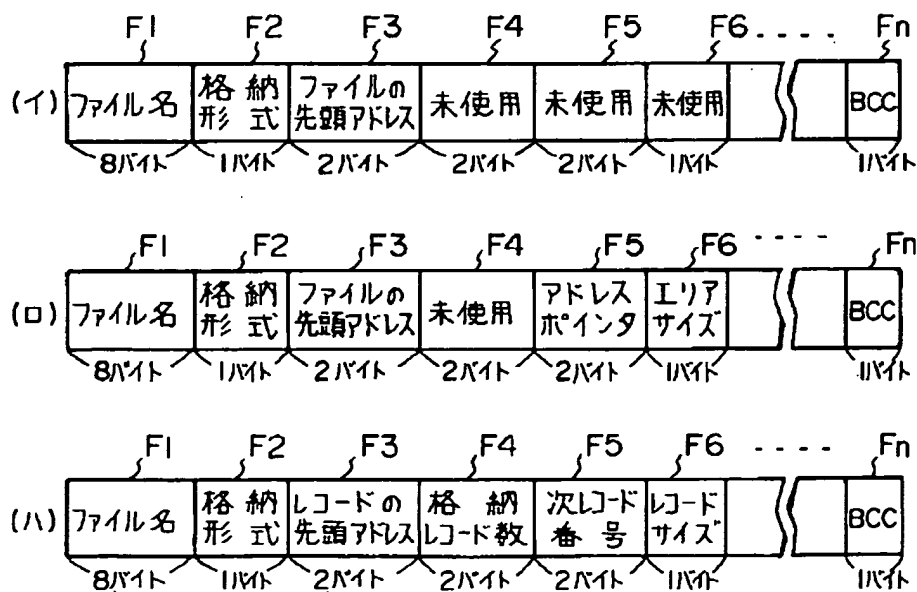 F1 F2 F3 F4 F5 F6 - - - - Fn
(イ) ファイル名 格納形式 ファイルの先頭アドレス 未使用 未使用 未使用 BCC
8バイト 1バイト 2バイト 2バイト 2バイト 1バイト 1バイト
F1 F2 F3 F4 F5 F6 - - - - Fn
(ロ) ファイル名 格納形式 ファイルの先頭アドレス 未使用 アドレスポインタ エリアサイズ BCC
8バイト 1バイト 2バイト 2バイト 2バイト 1バイト 1バイト
F1 F2 F3 F4 F5 F6 - - - - Fn
(ハ) ファイル名 格納形式 レコードの先頭アドレス 格納レコード数 次レコード番号 レコードサイズ BCC
8バイト 1バイト 2バイト 2バイト 2バイト 1バイト 1バイト